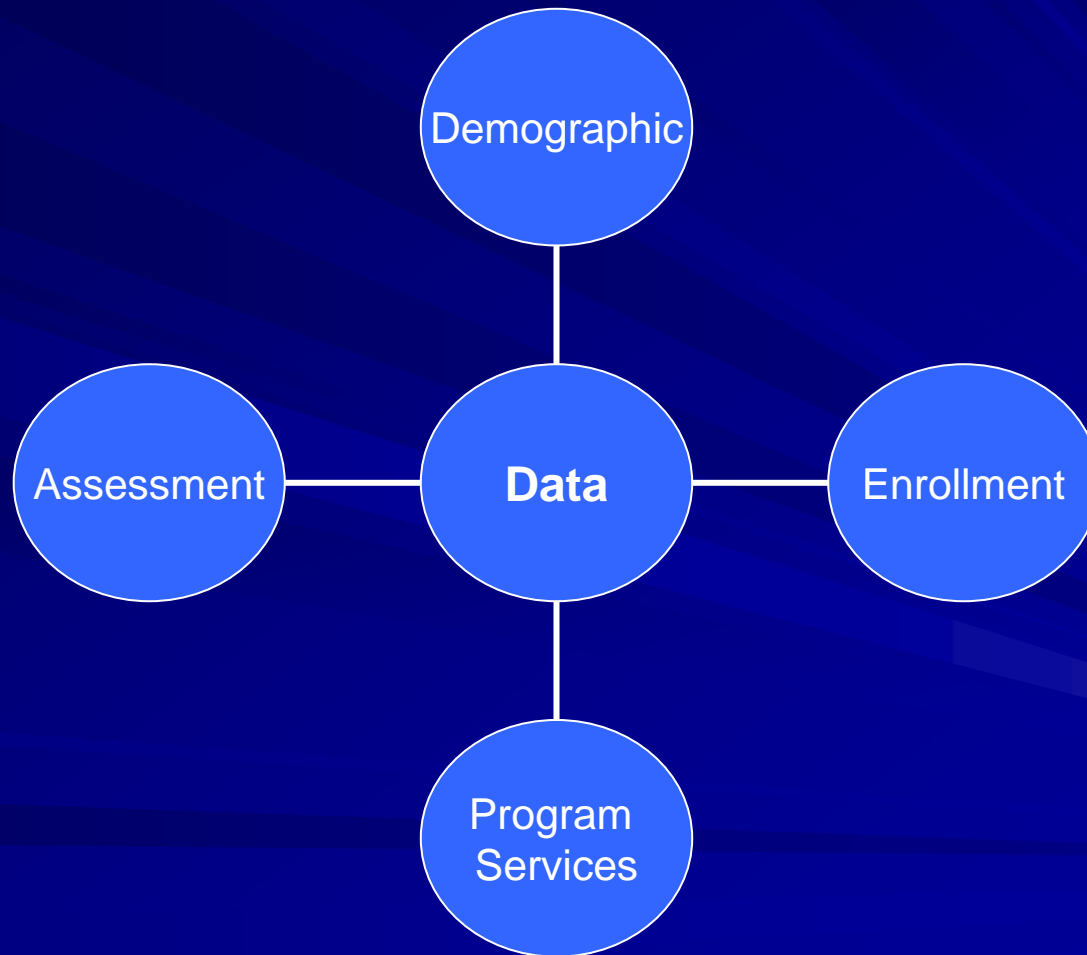 Demographic
Assessment
Data
Enrollment
Program
Services